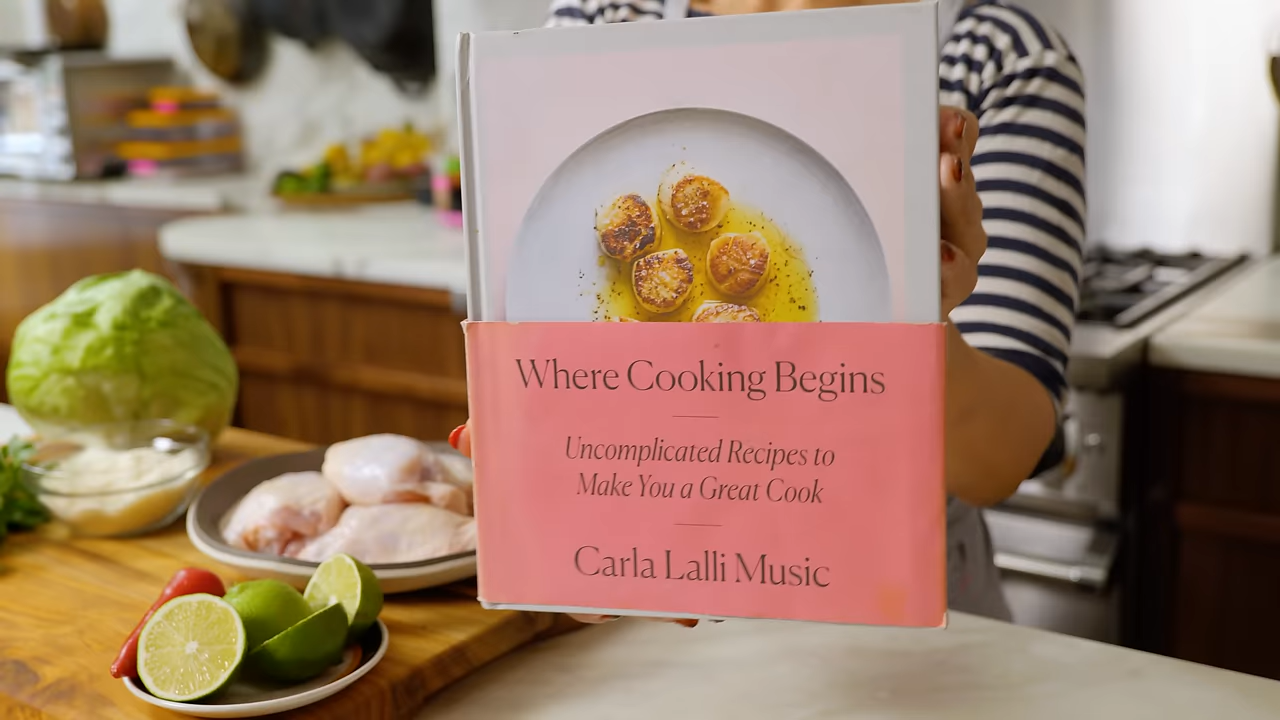 Where Cooking Begins
Uncomplicated Recipes to
Make You a Great Cook
Carla Lalli Music